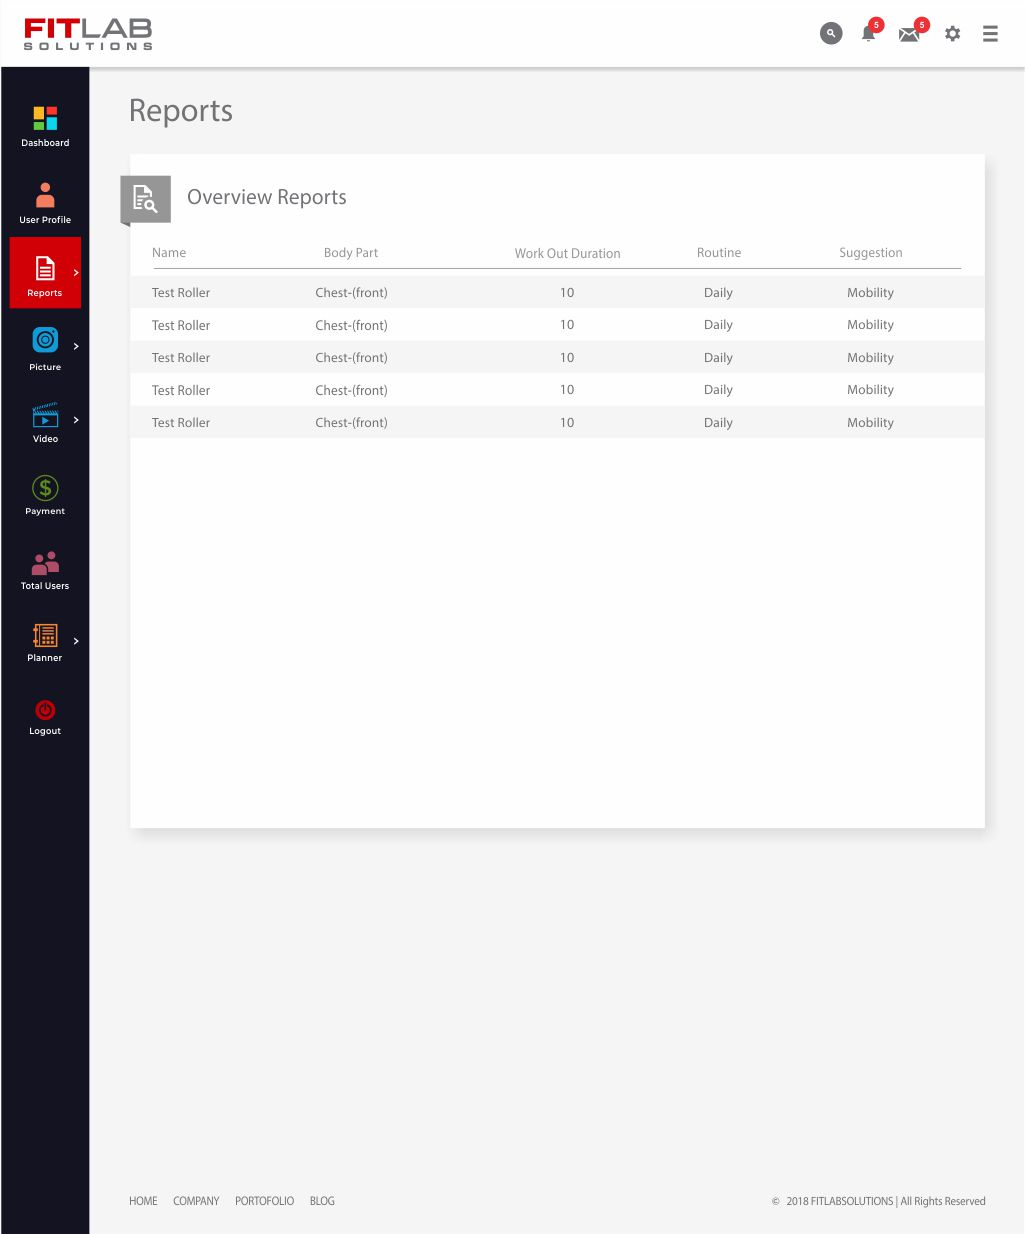 FITLAB
SOLUTIONS
5
5
Dashboard
User Profile
Reports
Picture
Video
Payment
Total Users
Planner
Logout
Reports
Overview Reports
Name Body Part Work Out Duration Routine Suggestion
Test Roller Chest-(front) 10 Daily Mobility
Test Roller Chest-(front) 10 Daily Mobility
Test Roller Chest-(front) 10 Daily Mobility
Test Roller Chest-(front) 10 Daily Mobility
Test Roller Chest-(front) 10 Daily Mobility
HOME COMPANY PORTOFOLIO BLOG
© 2018 FITLABSOLUTIONS | All Rights Reserved